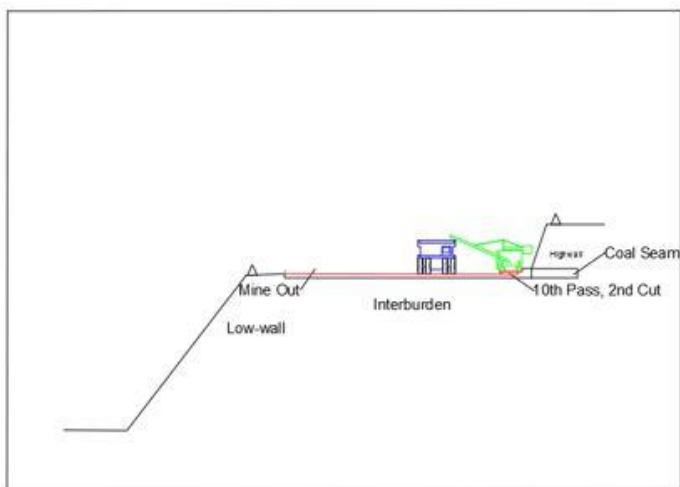 Highwall
Coal Seam
Mine Out
10th Pass, 2nd Cut
Interburden
Low-wall